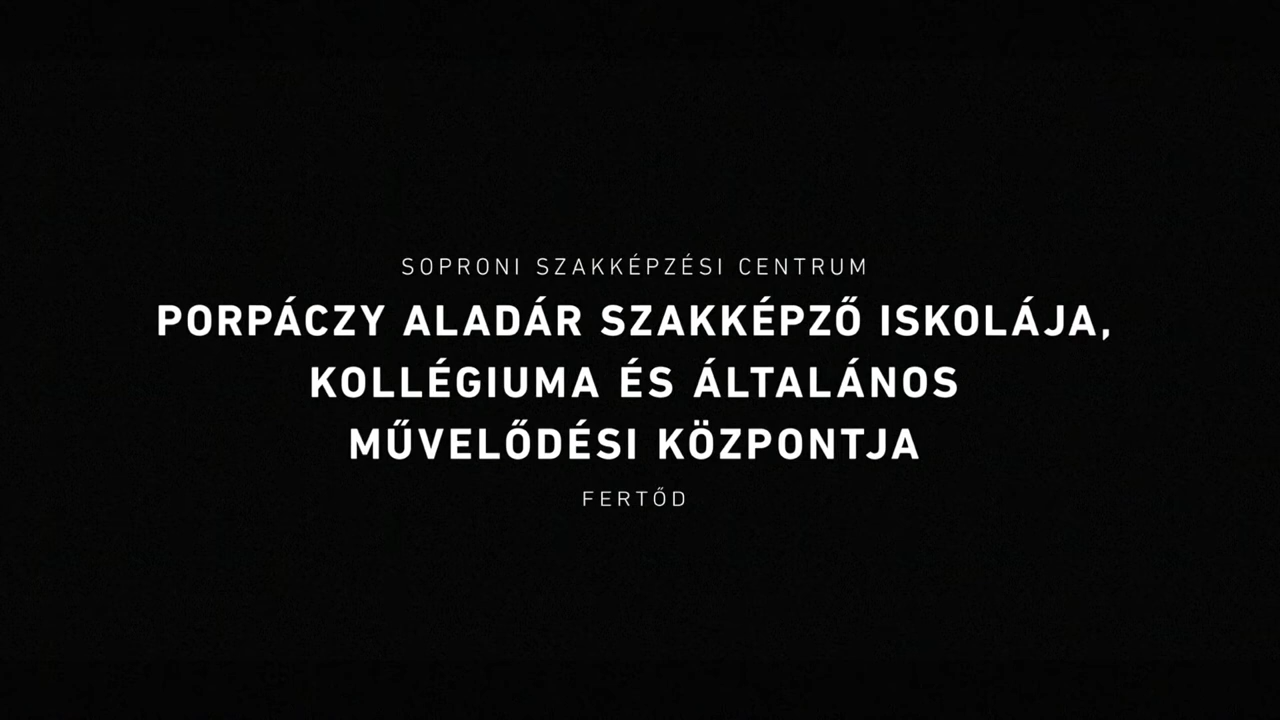 SOPRONI SZAKKÉPZÉSI CENTRUM
PORPÁCZY ALADÁR SZAKKÉPZŐ ISKOLÁJA,
KOLLÉGIUMA ÉS ÁLTALÁNOS
MŰVELŐDÉSI KÖZPONTJA
FERTŐD